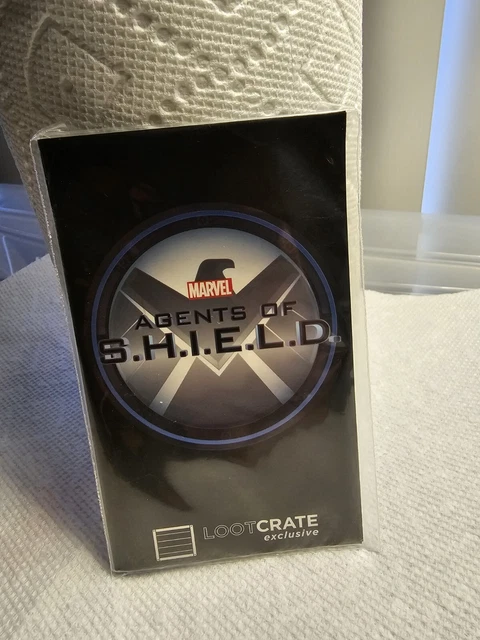 MARVEL
AGENTS OF
S.H.I.E.L.D.
LOOTCRATE
exclusive